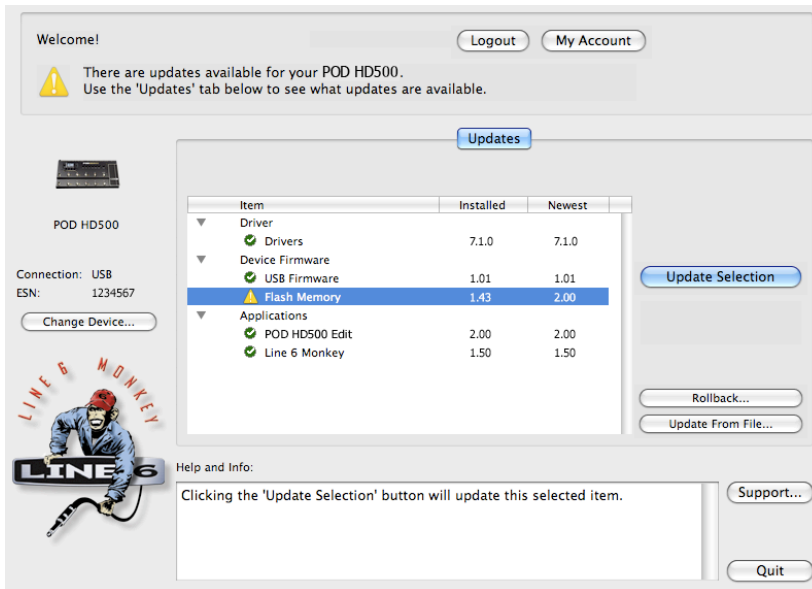 Welcome!
Logout
My Account
There are updates available for your POD HD500.
Use the 'Updates' tab below to see what updates are available.
Updates
POD HD500
Connection: USB
ESN: 1234567
Change Device...
LINE 6 MONKEY
LINE 6
Item Installed Newest
Driver
Drivers 7.1.0 7.1.0
Device Firmware
USB Firmware 1.01 1.01
Flash Memory 1.43 2.00
Applications
POD HD500 Edit 2.00 2.00
Line 6 Monkey 1.50 1.50
Update Selection
Rollback...
Update From File...
Help and Info:
Clicking the 'Update Selection' button will update this selected item.
Support...
Quit